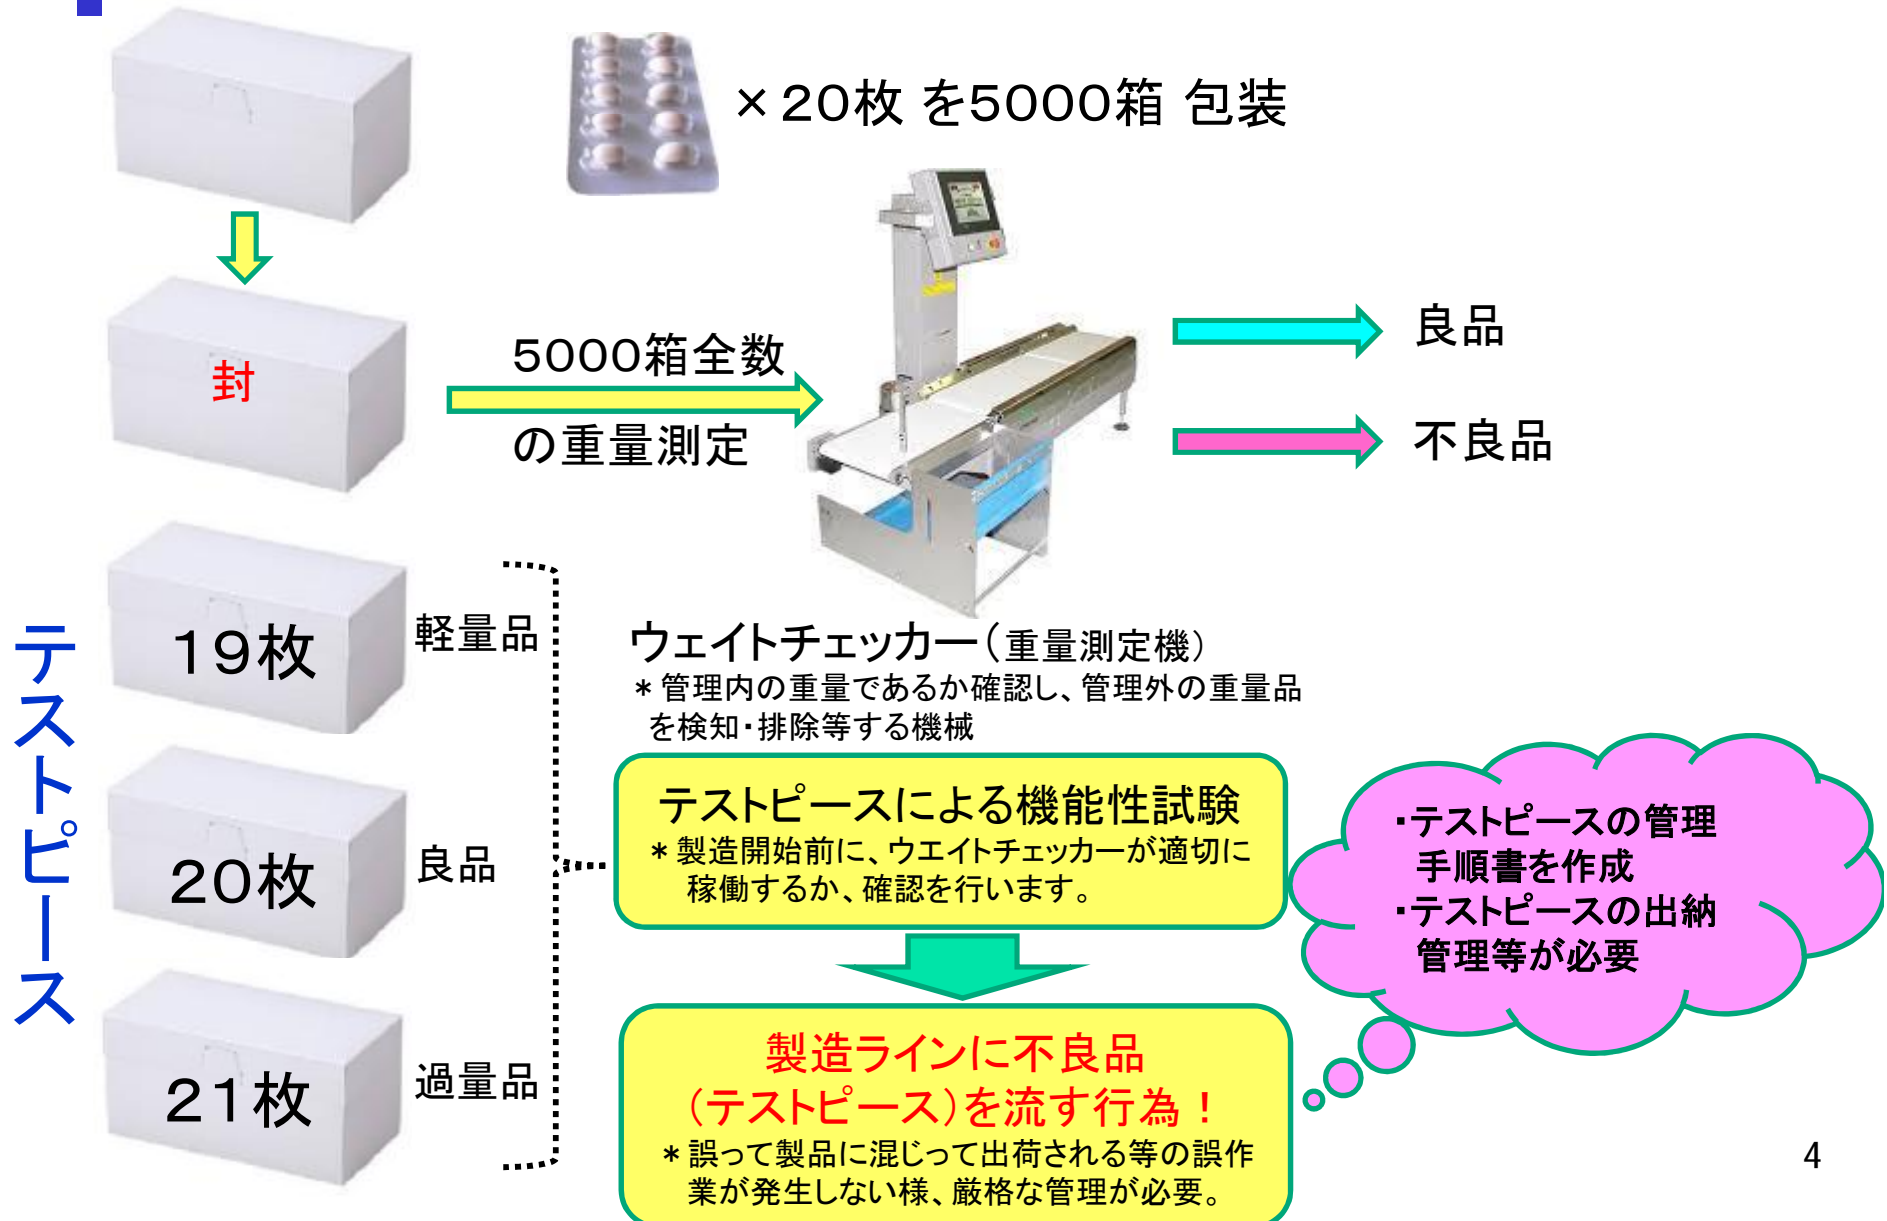 ×20枚 を5000箱 包装
封
5000箱全数
の重量測定
良品
不良品
テストピース
19枚
軽量品
20枚
良品
21枚
過量品
ウェイトチェッカー（重量測定機）
＊管理内の重量であるか確認し、管理外の重量品
を検知・排除等する機械
テストピースによる機能性試験
＊製造開始前に、ウエイトチェッカーが適切に
稼働するか、確認を行います。
製造ラインに不良品
（テストピース）を流す行為！
＊誤って製品に混じって出荷される等の誤作
業が発生しない様、厳格な管理が必要。
・テストピースの管理
手順書を作成
・テストピースの出納
管理等が必要
4